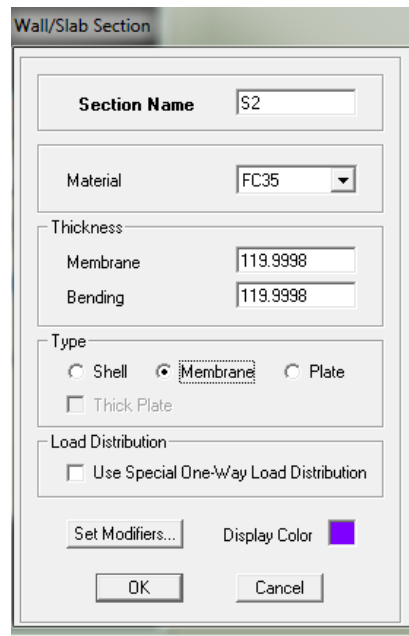 Wall/Slab Section
Section Name S2
Material FC35
Thickness
Membrane 119.9998
Bending 119.9998
Type
Shell Membrane Plate
Thick Plate
Load Distribution
Use Special One-Way Load Distribution
Set Modifiers... Display Color
OK Cancel